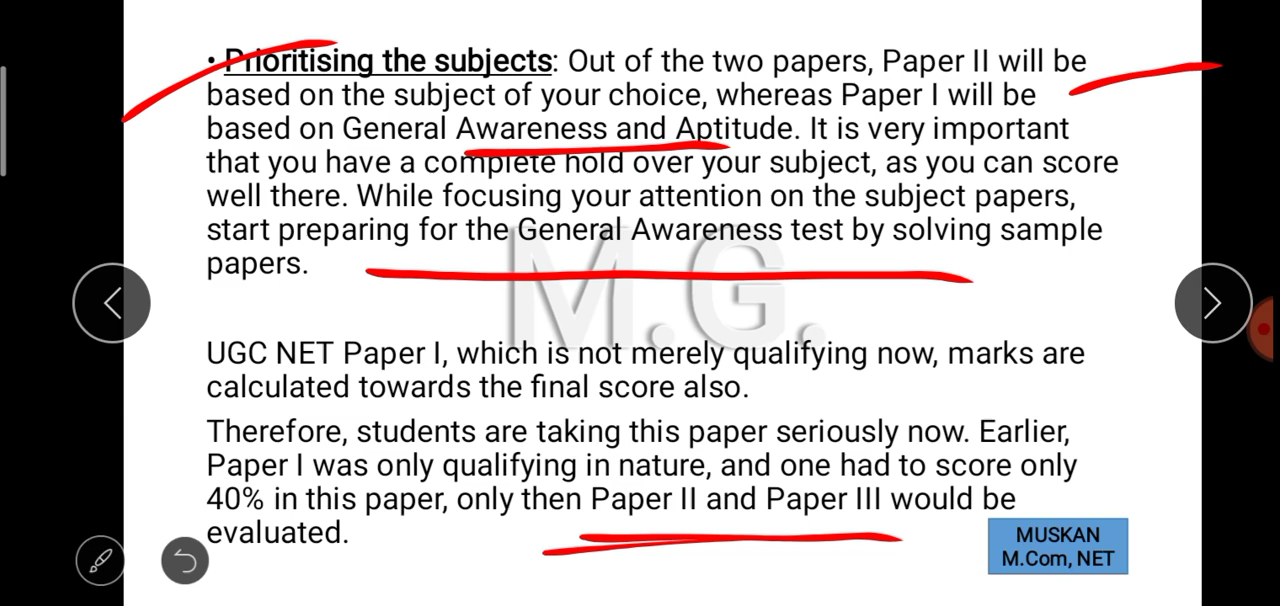 • Prioritising the subjects: Out of the two papers, Paper II will be
based on the subject of your choice, whereas Paper I will be
based on General Awareness and Aptitude. It is very important
that you have a complete hold over your subject, as you can score
well there. While focusing your attention on the subject papers,
start preparing for the General Awareness test by solving sample
papers.
M.G.
UGC NET Paper I, which is not merely qualifying now, marks are
calculated towards the final score also.
Therefore, students are taking this paper seriously now. Earlier,
Paper I was only qualifying in nature, and one had to score only
40% in this paper, only then Paper II and Paper III would be
evaluated.
MUSKAN
M.Com, NET